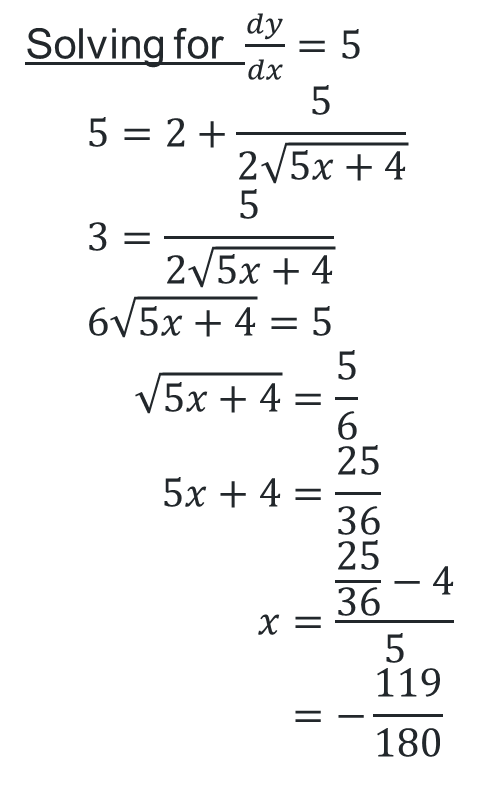 Solving for dy/dx = 5
5 = 2 + 5/(2√(5x + 4))
3 = 5/(2√(5x + 4))
6√(5x + 4) = 5
√(5x + 4) = 5/6
5x + 4 = 25/36
x = (25/36 − 4)/5
= −119/180